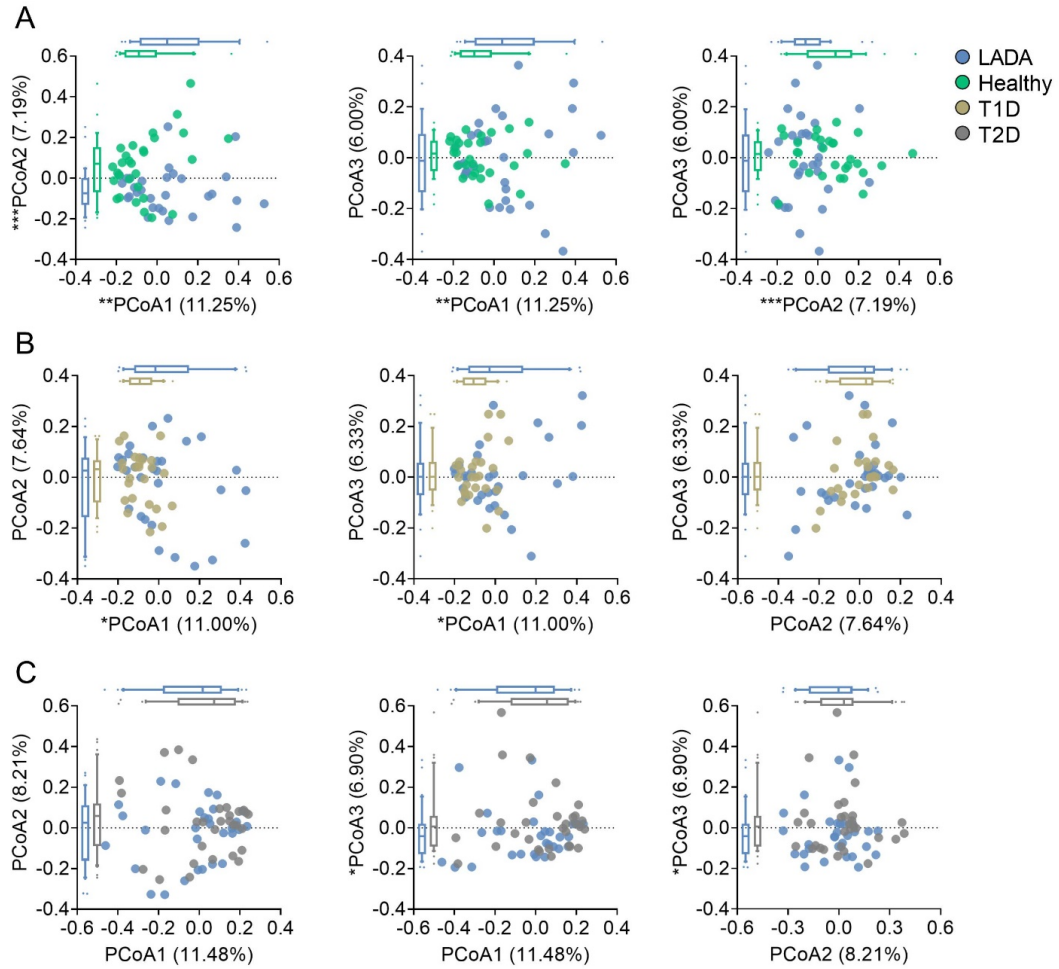 A
***PCoA2 (7.19%)
0.6
0.4
0.2
0.0
-0.2
-0.4
-0.4 -0.2 0.0 0.2 0.4 0.6
**PCoA1 (11.25%)
PCoA3 (6.00%)
0.4
0.2
0.0
-0.2
-0.4
-0.4 -0.2 0.0 0.2 0.4 0.6
**PCoA1 (11.25%)
PCoA3 (6.00%)
0.4
0.2
0.0
-0.2
-0.4
-0.4 -0.2 0.0 0.2 0.4 0.6
***PCoA2 (7.19%)
LADA
Healthy
T1D
T2D
B
PCoA2 (7.64%)
0.4
0.2
0.0
-0.2
-0.4
-0.4 -0.2 0.0 0.2 0.4 0.6
*PCoA1 (11.00%)
PCoA3 (6.33%)
0.4
0.2
0.0
-0.2
-0.4
-0.4 -0.2 0.0 0.2 0.4 0.6
*PCoA1 (11.00%)
PCoA3 (6.33%)
0.4
0.2
0.0
-0.2
-0.4
-0.6 -0.4 -0.2 0.0 0.2 0.4
PCoA2 (7.64%)
C
PCoA2 (8.21%)
0.6
0.4
0.2
0.0
-0.2
-0.4
-0.6 -0.4 -0.2 0.0 0.2 0.4
PCoA1 (11.48%)
*PCoA3 (6.90%)
0.6
0.4
0.2
0.0
-0.2
-0.4
-0.6 -0.4 -0.2 0.0 0.2 0.4
PCoA1 (11.48%)
*PCoA3 (6.90%)
0.6
0.4
0.2
0.0
-0.2
-0.4
-0.6 -0.3 0.0 0.3 0.6
PCoA2 (8.21%)